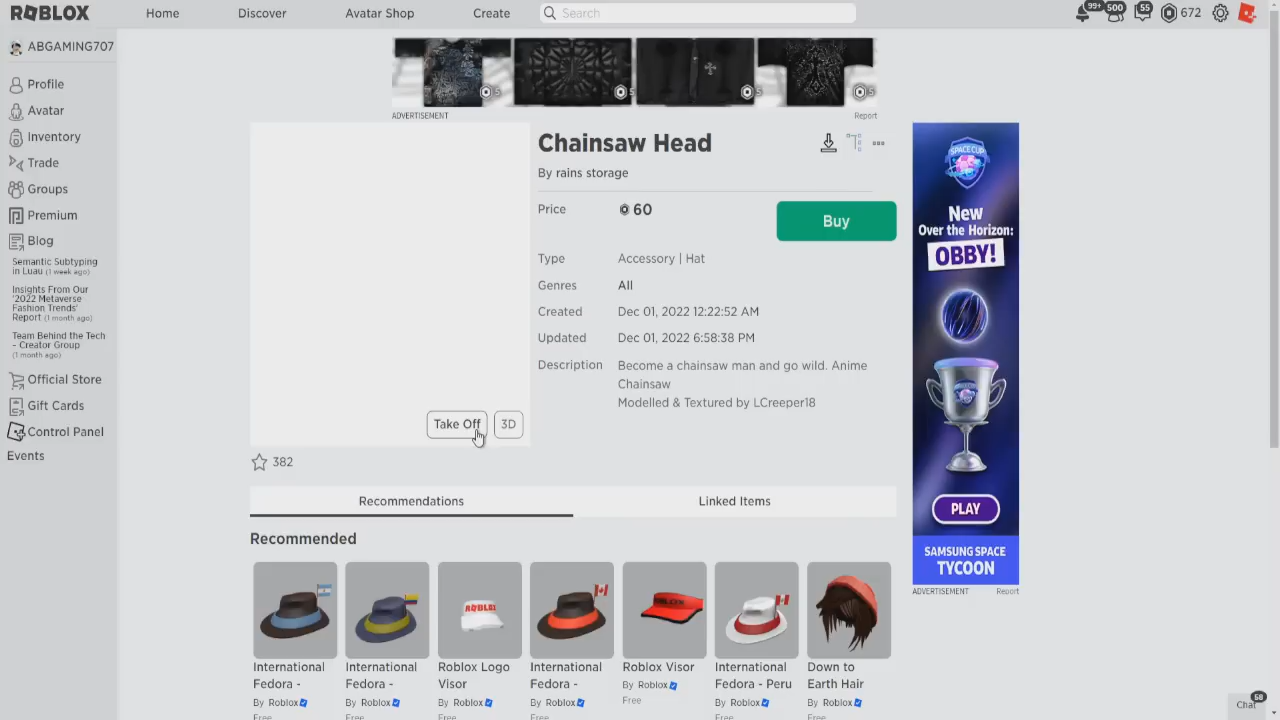 ROBLOX
Home
Discover
Avatar Shop
Create
Search
99+
500
55
672
ABGAMING707
Profile
Avatar
Inventory
Trade
Groups
Premium
Blog
Semantic Subtyping
in Luau (1 week ago)
Insights From Our
'2022 Metaverse
Fashion Trends'
Report (1 month ago)
Team Behind the Tech
- Creator Group
(1 month ago)
Official Store
Gift Cards
Control Panel
Events
5
5
5
5
ADVERTISEMENT
Report
Chainsaw Head
By rains storage
Price
60
Buy
Type
Accessory | Hat
Genres
All
Created
Dec 01, 2022 12:22:52 AM
Updated
Dec 01, 2022 6:58:38 PM
Description
Become a chainsaw man and go wild. Anime
Chainsaw
Modelled & Textured by LCreeper18
Take Off
3D
382
Recommendations
Linked Items
Recommended
International
Fedora -
By Roblox
Free
International
Fedora -
By Roblox
Free
ROBLOX
Roblox Logo
Visor
By Roblox
Free
International
Fedora -
By Roblox
Free
ROBLOX
Roblox Visor
By Roblox
Free
International
Fedora - Peru
By Roblox
Free
Down to
Earth Hair
By Roblox
Free
SPACE CUP
New
Over the Horizon:
OBBY!
SPACE CUP
PLAY
SAMSUNG SPACE
TYCOON
ADVERTISEMENT
Report
Chat
58